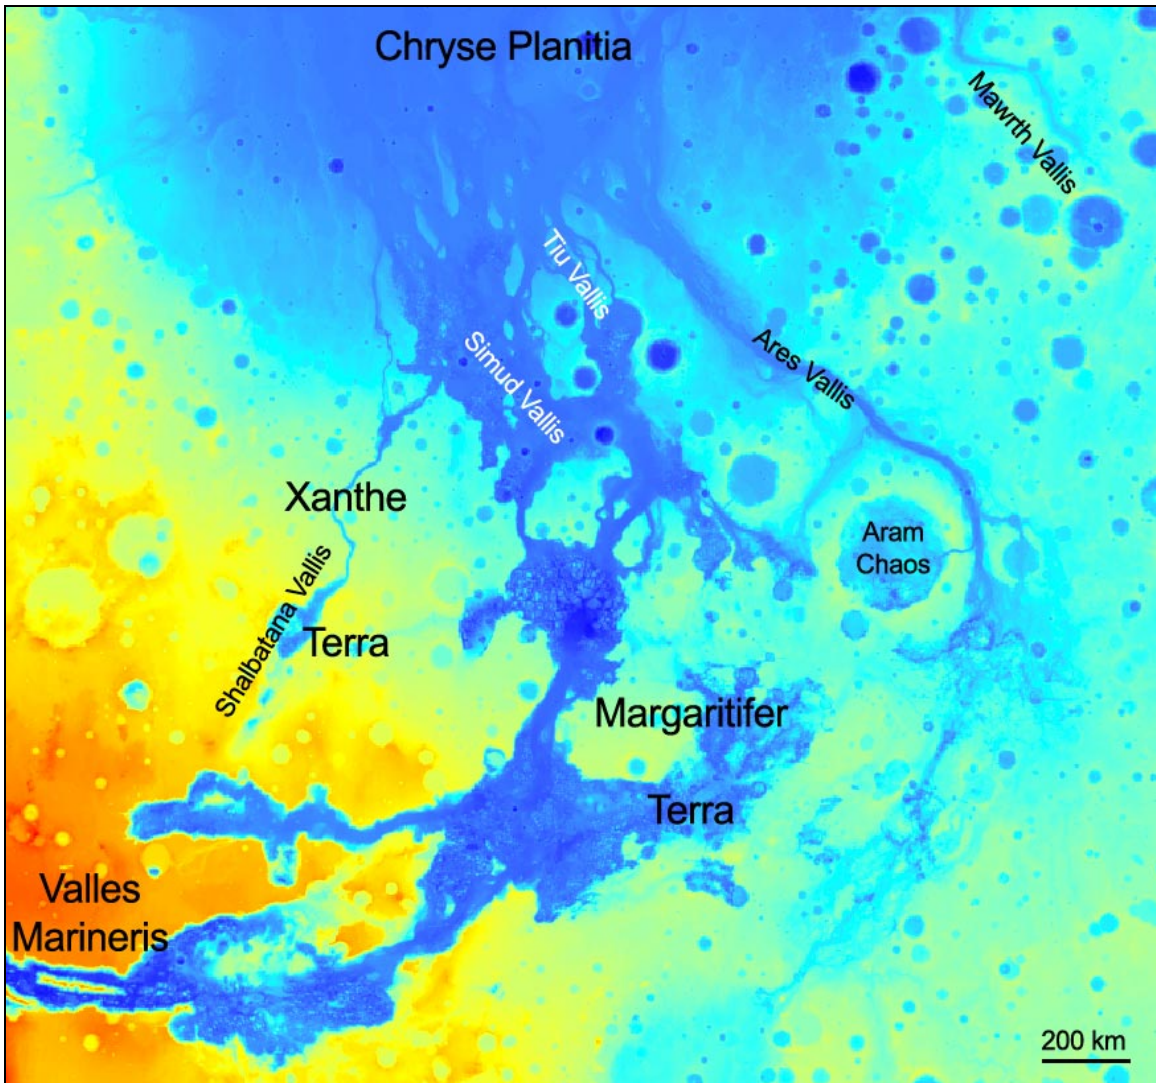 Chryse Planitia
Mawrth Vallis
Tiu Vallis
Simud Vallis
Ares Vallis
Xanthe
Aram
Chaos
Shalbatana Vallis
Terra
Margaritifer
Terra
Valles
Marineris
200 km